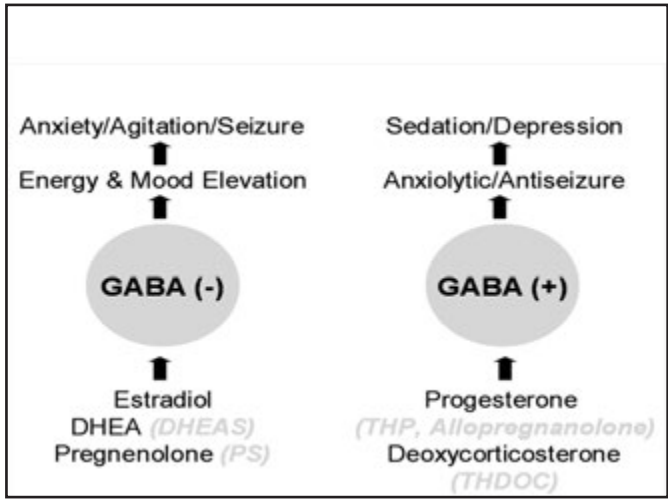 Anxiety/Agitation/Seizure
Energy & Mood Elevation
GABA (-)
Estradiol
DHEA (DHEAS)
Pregnenolone (PS)
Sedation/Depression
Anxiolytic/Antiseizure
GABA (+)
Progesterone
(THP, Allopregnanolone)
Deoxycorticosterone
(THDOC)